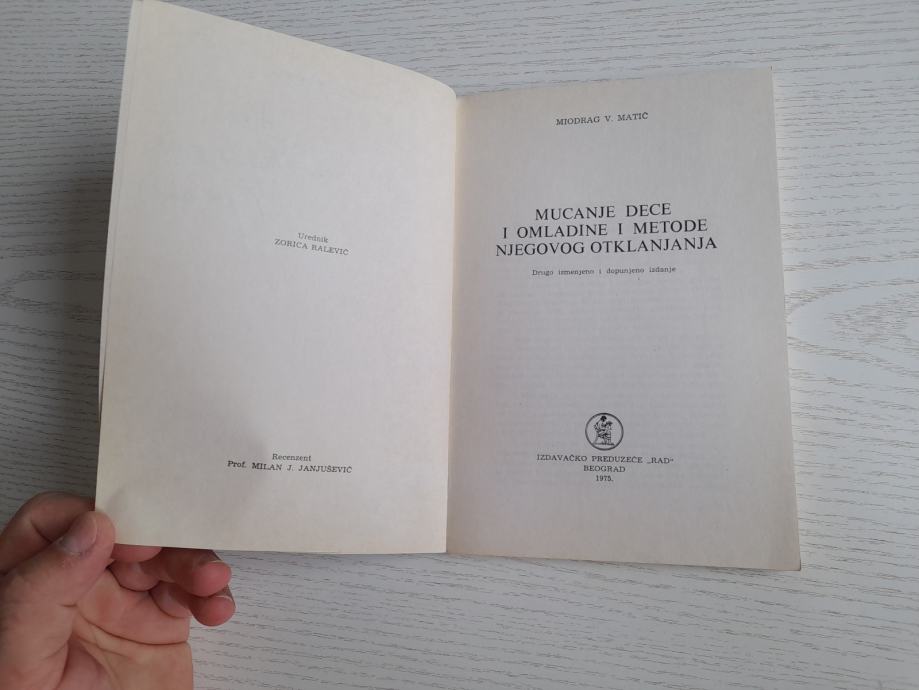 Urednik
ZORICA RALEVIĆ
Recenzent
Prof. MILAN J. JANJUŠEVIĆ
MIODRAG V. MATIĆ
MUCANJE DECE
I OMLADINE I METODE
NJEGOVOG OTKLANJANJA
Drugo izmenjeno i dopunjeno izdanje
IZDAVAČKO PREDUZEĆE „RAD“
BEOGRAD
1975.